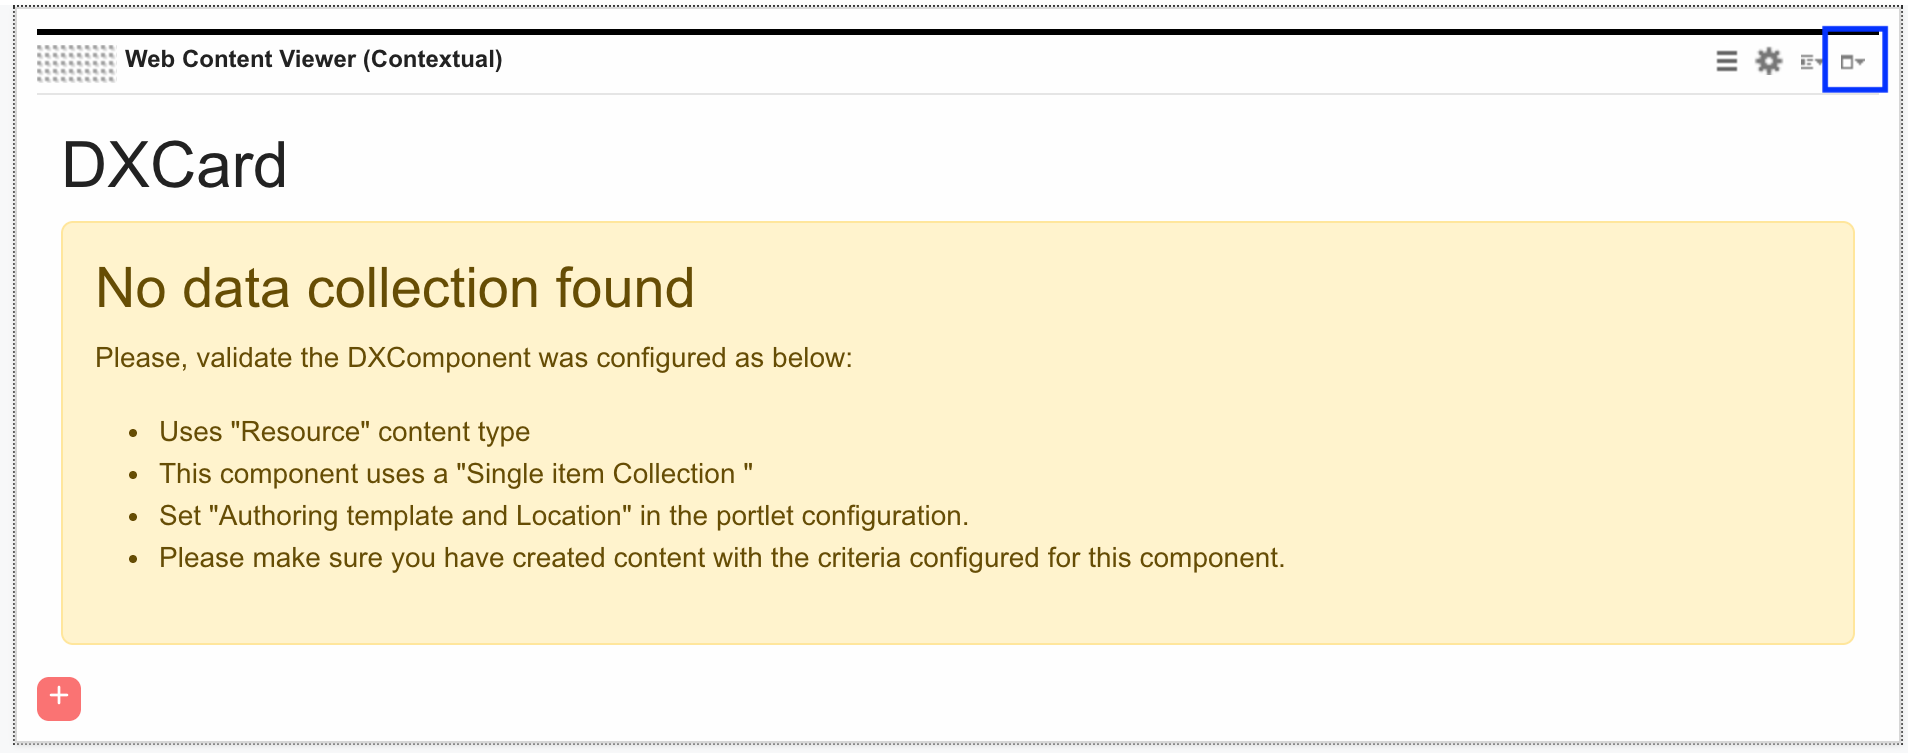 Web Content Viewer (Contextual)
DXCard
No data collection found
Please, validate the DXComponent was configured as below:
Uses "Resource" content type
This component uses a "Single item Collection "
Set "Authoring template and Location" in the portlet configuration.
Please make sure you have created content with the criteria configured for this component.